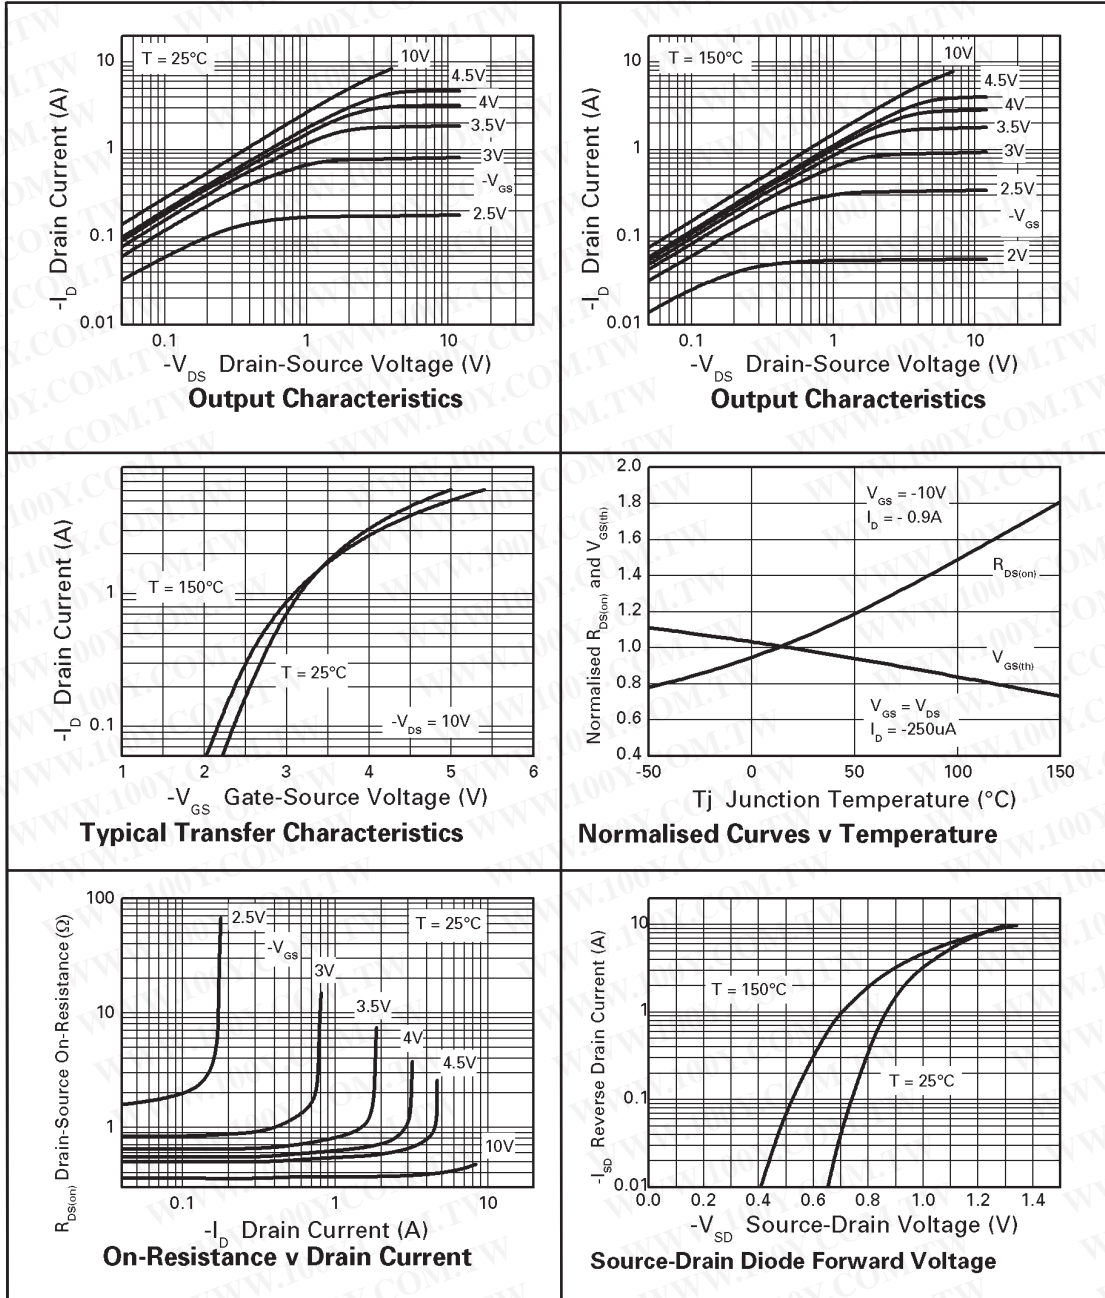 T = 25°C
10V
4.5V
4V
3.5V
3V
-VGS
2.5V
10
1
0.1
0.01
-ID Drain Current (A)
0.1
1
10
-VDS Drain-Source Voltage (V)
Output Characteristics
T = 150°C
10V
4.5V
4V
3.5V
3V
2.5V
-VGS
2V
10
1
0.1
0.01
-ID Drain Current (A)
0.1
1
10
-VDS Drain-Source Voltage (V)
Output Characteristics
T = 150°C
T = 25°C
-VDS = 10V
1
0.1
-ID Drain Current (A)
1
2
3
4
5
6
-VGS Gate-Source Voltage (V)
Typical Transfer Characteristics
2.0
1.8
1.6
1.4
1.2
1.0
0.8
0.6
0.4
Normalised RDS(on) and VGS(th)
VGS = -10V
ID = - 0.9A
RDS(on)
VGS(th)
VGS = VDS
ID = -250uA
-50
0
50
100
150
Tj Junction Temperature (°C)
Normalised Curves v Temperature
100
10
1
RDS(on) Drain-Source On-Resistance (Ω)
2.5V
-VGS
3V
3.5V
4V
4.5V
10V
T = 25°C
0.1
1
10
-ID Drain Current (A)
On-Resistance v Drain Current
10
1
0.1
0.01
-ISD Reverse Drain Current (A)
T = 150°C
T = 25°C
0.0
0.2
0.4
0.6
0.8
1.0
1.2
1.4
-VSD Source-Drain Voltage (V)
Source-Drain Diode Forward Voltage
WWW.100Y.COM.TW